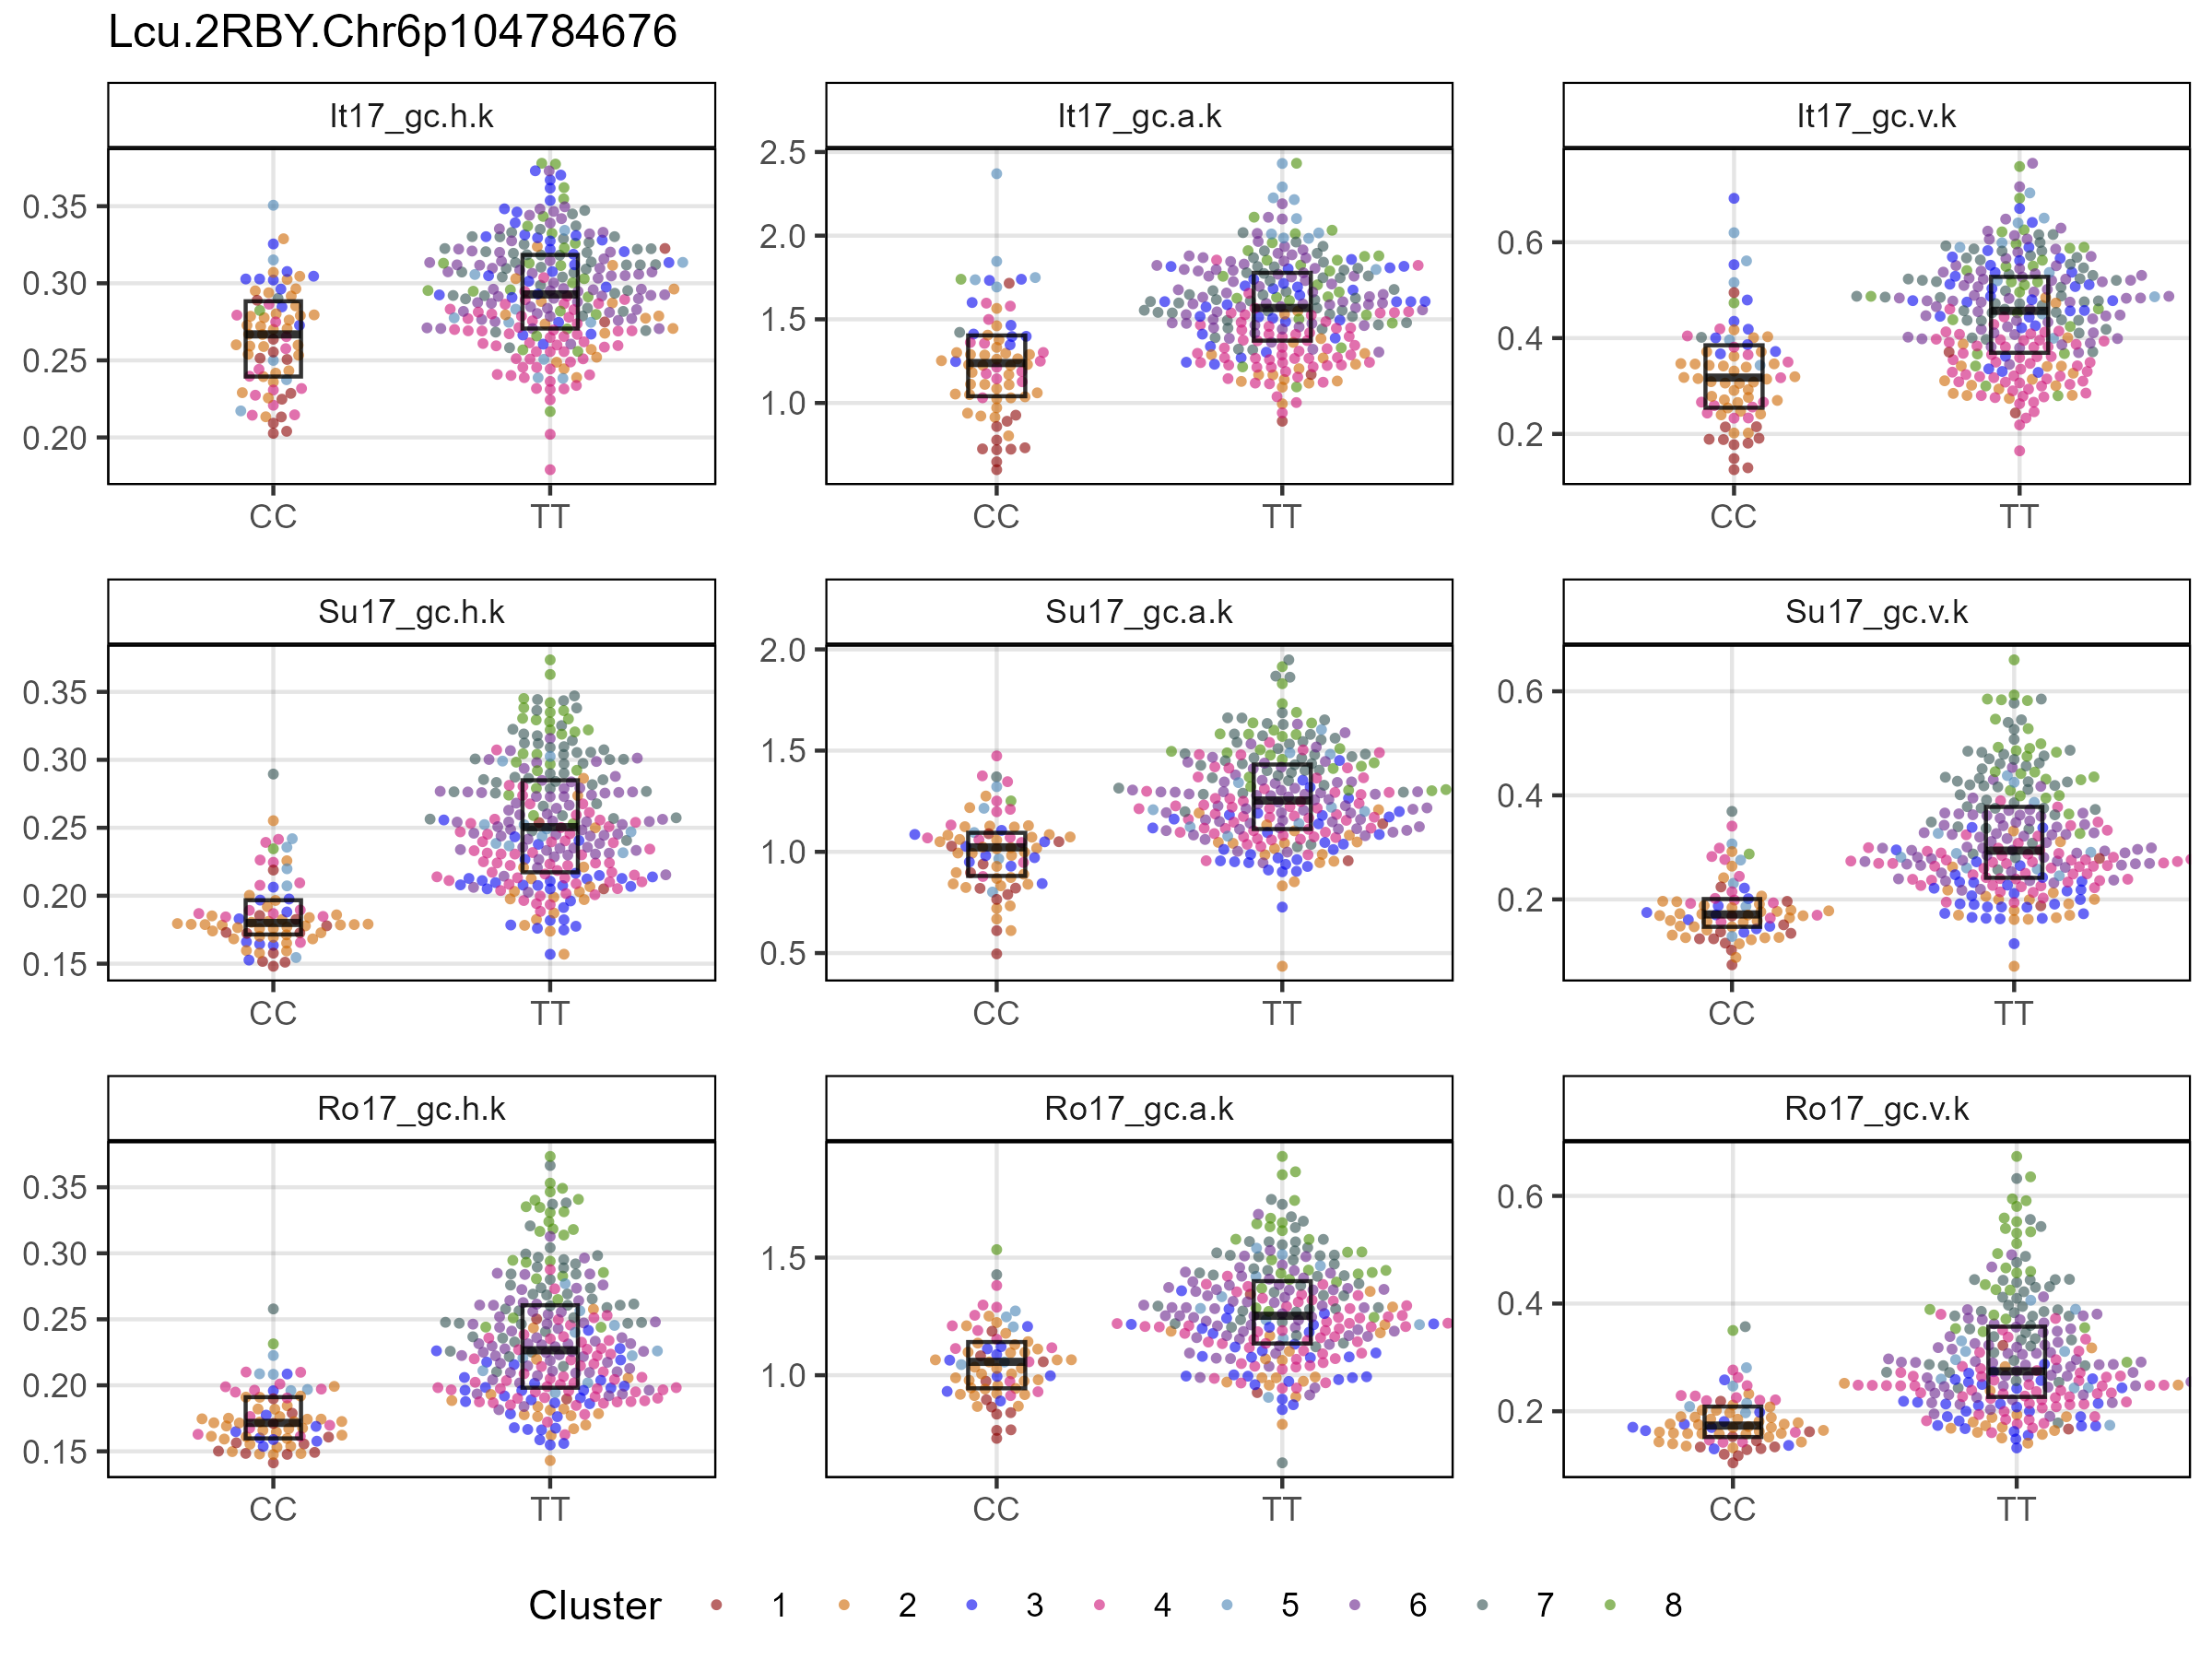 Lcu.2RBY.Chr6p104784676
It17_gc.h.k
It17_gc.a.k
It17_gc.v.k
0.35
0.30
0.25
0.20
CC
TT
2.5
2.0
1.5
1.0
CC
TT
0.6
0.4
0.2
CC
TT
Su17_gc.h.k
Su17_gc.a.k
Su17_gc.v.k
0.35
0.30
0.25
0.20
0.15
CC
TT
2.0
1.5
1.0
0.5
CC
TT
0.6
0.4
0.2
CC
TT
Ro17_gc.h.k
Ro17_gc.a.k
Ro17_gc.v.k
0.35
0.30
0.25
0.20
0.15
CC
TT
1.5
1.0
CC
TT
0.6
0.4
0.2
CC
TT
Cluster 1 2 3 4 5 6 7 8